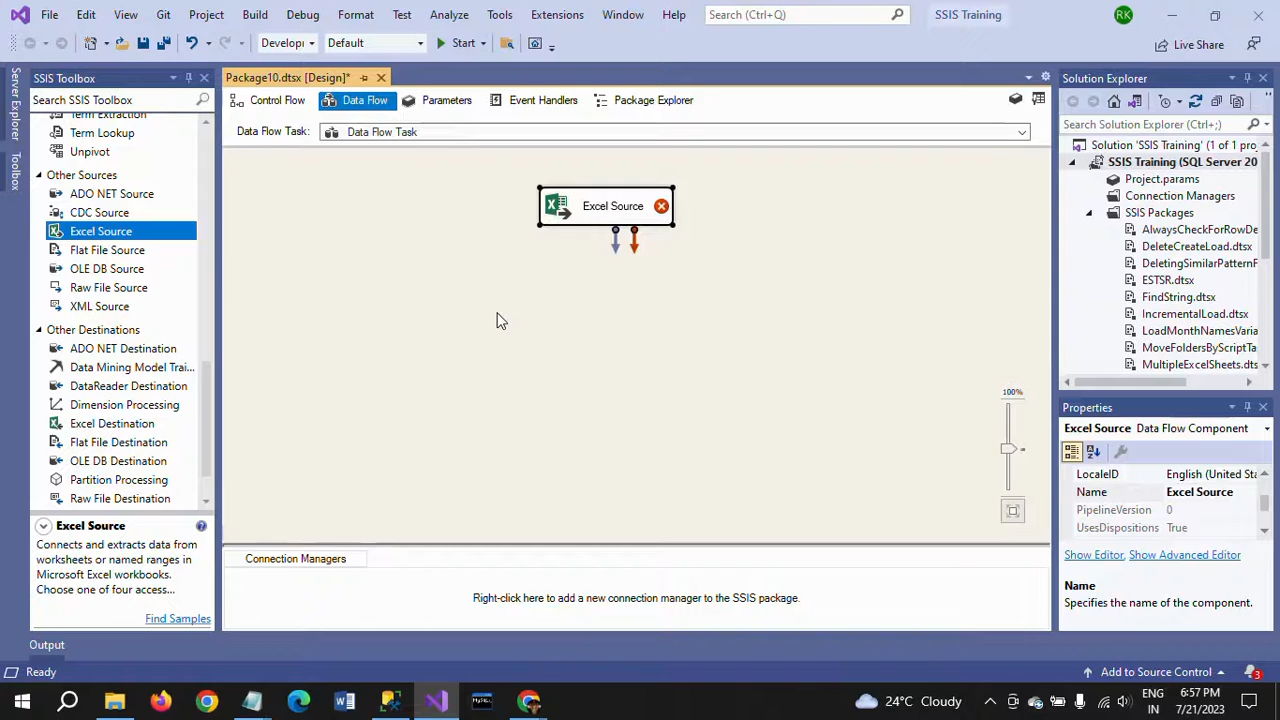 File Edit View Git Project Build Debug Format Test Analyze Tools Extensions Window Help Search (Ctrl+Q) SSIS Training RK
Developi Default Start Live Share
Server Explorer
Toolbox
SSIS Toolbox
Search SSIS Toolbox
Term Extraction
Term Lookup
Unpivot
Other Sources
ADO NET Source
CDC Source
Excel Source
Flat File Source
OLE DB Source
Raw File Source
XML Source
Other Destinations
ADO NET Destination
Data Mining Model Trai...
DataReader Destination
Dimension Processing
Excel Destination
Flat File Destination
OLE DB Destination
Partition Processing
Raw File Destination
Excel Source
Connects and extracts data from
worksheets or named ranges in
Microsoft Excel workbooks.
Choose one of four access...
Find Samples
Package10.dtsx [Design]*
Control Flow Data Flow Parameters Event Handlers Package Explorer
Data Flow Task: Data Flow Task
Excel Source
100%
Connection Managers
Right-click here to add a new connection manager to the SSIS package.
Solution Explorer
Search Solution Explorer (Ctrl+;)
Solution 'SSIS Training' (1 of 1 proj
SSIS Training (SQL Server 20
Project.params
Connection Managers
SSIS Packages
AlwaysCheckForRowDe
DeleteCreateLoad.dtsx
DeletingSimilarPatternF
ESTSR.dtsx
FindString.dtsx
IncrementalLoad.dtsx
LoadMonthNamesVaria
MoveFoldersByScriptTa
MultipleExcelSheets.dts
Properties
Excel Source Data Flow Component
LocaleID English (United Sta
Name Excel Source
PipelineVersion 0
UsesDispositions True
Show Editor, Show Advanced Editor
Name
Specifies the name of the component.
Output
Ready Add to Source Control 3
24°C Cloudy ENG IN 6:57 PM 7/21/2023